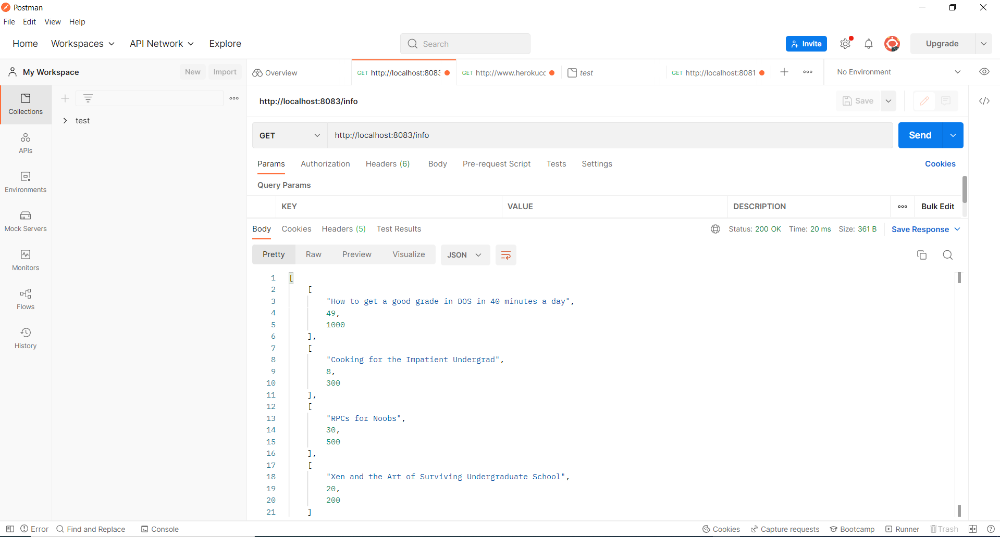 Postman
File Edit View Help
Home Workspaces API Network Explore
Search
Invite
Upgrade
My Workspace
New Import
Overview
GET http://localhost:8083
GET http://www.herokucc
test
GET http://localhost:8081
No Environment
Collections
APIs
Environments
Mock Servers
Monitors
Flows
History
test
http://localhost:8083/info
Save
GET http://localhost:8083/info
Send
Params Authorization Headers (6) Body Pre-request Script Tests Settings Cookies
Query Params
KEY VALUE DESCRIPTION Bulk Edit
Body Cookies Headers (5) Test Results Status: 200 OK Time: 20 ms Size: 361 B Save Response
Pretty Raw Preview Visualize JSON
1 [
2 [
3 "How to get a good grade in DOS in 40 minutes a day",
4 49,
5 1000
6 ],
7 [
8 "Cooking for the Impatient Undergrad",
9 8,
10 300
11 ],
12 [
13 "RPCs for Noobs",
14 30,
15 500
16 ],
17 [
18 "Xen and the Art of Surviving Undergraduate School",
19 20,
20 200
21 ]
Error Find and Replace Console Cookies Capture requests Bootcamp Runner Trash